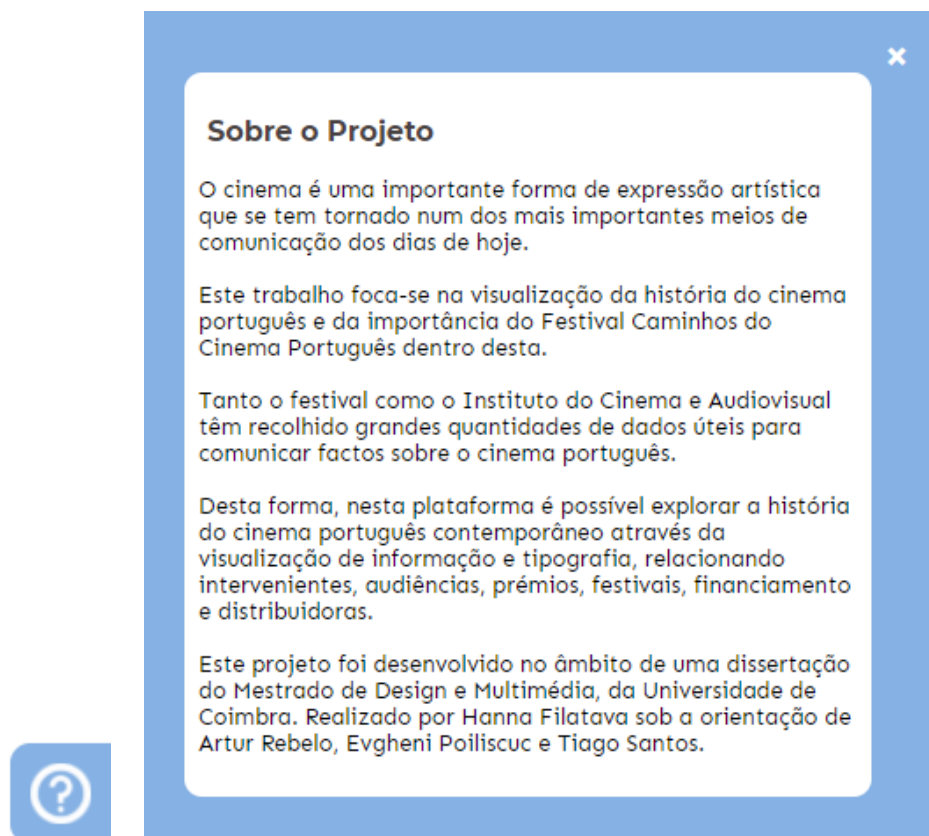 Sobre o Projeto
O cinema é uma importante forma de expressão artística
que se tem tornado num dos mais importantes meios de
comunicação dos dias de hoje.
Este trabalho foca-se na visualização da história do cinema
português e da importância do Festival Caminhos do
Cinema Português dentro desta.
Tanto o festival como o Instituto do Cinema e Audiovisual
têm recolhido grandes quantidades de dados úteis para
comunicar factos sobre o cinema português.
Desta forma, nesta plataforma é possível explorar a história
do cinema português contemporâneo através da
visualização de informação e tipografia, relacionando
intervenientes, audiências, prémios, festivais, financiamento
e distribuidoras.
Este projeto foi desenvolvido no âmbito de uma dissertação
do Mestrado de Design e Multimédia, da Universidade de
Coimbra. Realizado por Hanna Filatava sob a orientação de
Artur Rebelo, Evgheni Poiliscuc e Tiago Santos.
?